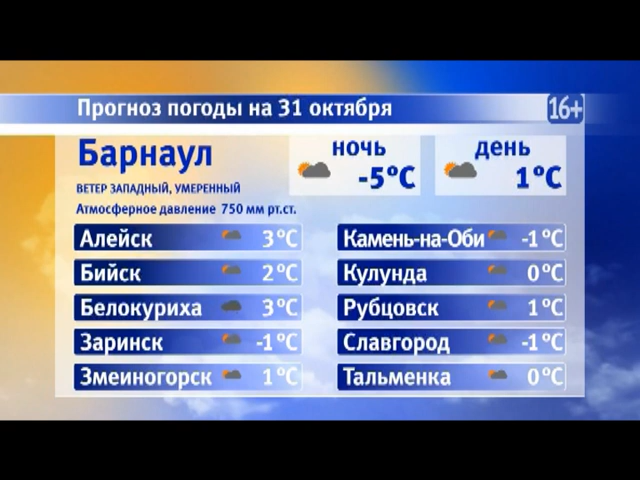 Прогноз погоды на 31 октября 16+
Барнаул ночь день
-5°C 1°C
ВЕТЕР ЗАПАДНЫЙ, УМЕРЕННЫЙ
Атмосферное давление 750 мм рт.ст.
Алейск 3°C
Бийск 2°C
Белокуриха 3°C
Заринск -1°C
Змеиногорск 1°C
Камень-на-Оби -1°C
Кулунда 0°C
Рубцовск 1°C
Славгород -1°C
Тальменка 0°C